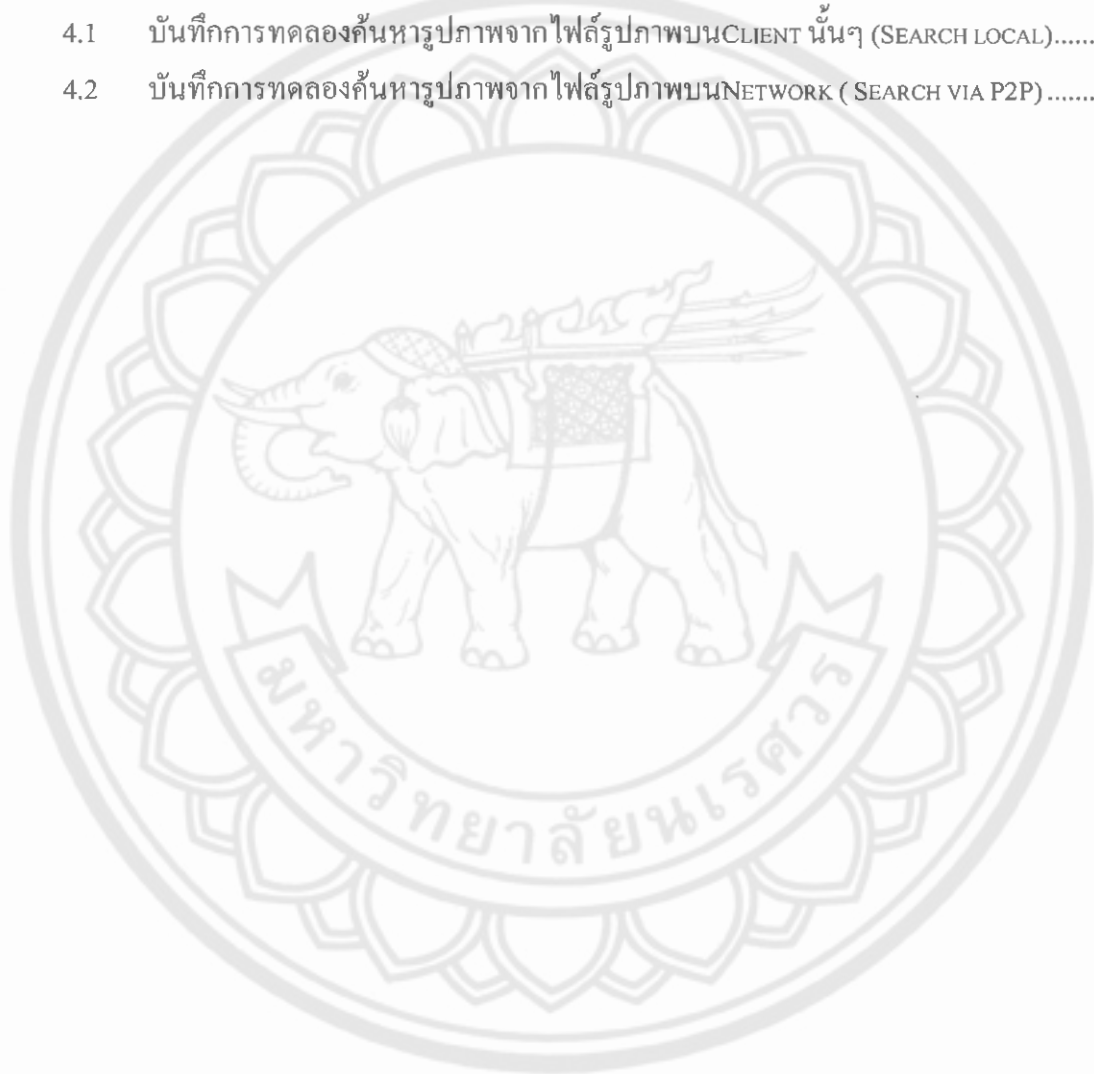 4.1 บันทึกการทดลองค้นหารูปภาพจากไฟล์รูปภาพบนCLIENT นั้นๆ (SEARCH LOCAL)......
4.2 บันทึกการทดลองค้นหารูปภาพจากไฟล์รูปภาพบนNETWORK ( SEARCH VIA P2P).......
มหาวิทยาลัยนเรศวร